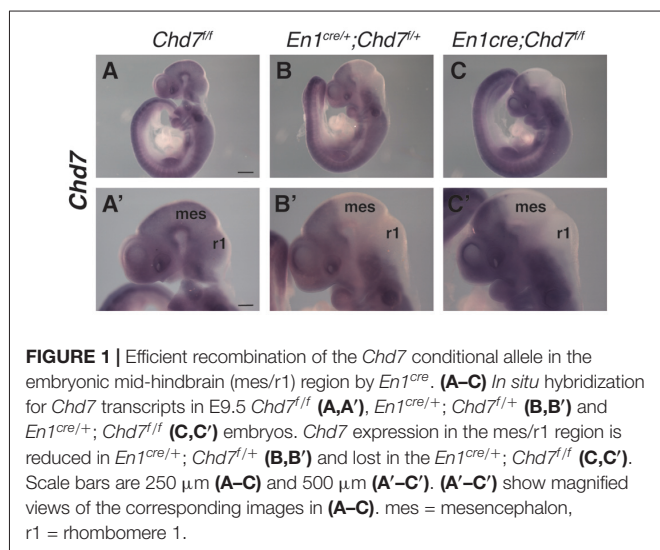 Chd7f/f En1cre/+;Chd7f/+ En1cre;Chd7f/f
A B C
Chd7
A' B' C'
mes mes mes
r1 r1 r1
FIGURE 1 | Efficient recombination of the Chd7 conditional allele in the
embryonic mid-hindbrain (mes/r1) region by En1cre. (A–C) In situ hybridization
for Chd7 transcripts in E9.5 Chd7f/f (A,A′), En1cre/+; Chd7f/+ (B,B′) and
En1cre/+; Chd7f/f (C,C′) embryos. Chd7 expression in the mes/r1 region is
reduced in En1cre/+; Chd7f/+ (B,B′) and lost in the En1cre/+; Chd7f/f (C,C′).
Scale bars are 250 μm (A–C) and 500 μm (A′–C′). (A′–C′) show magnified
views of the corresponding images in (A–C). mes = mesencephalon,
r1 = rhombomere 1.